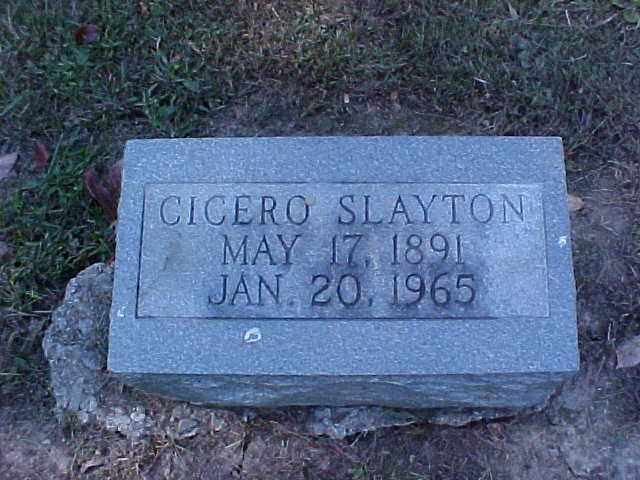 CICERO SLAYTON
MAY 17, 1891
JAN. 20, 1965